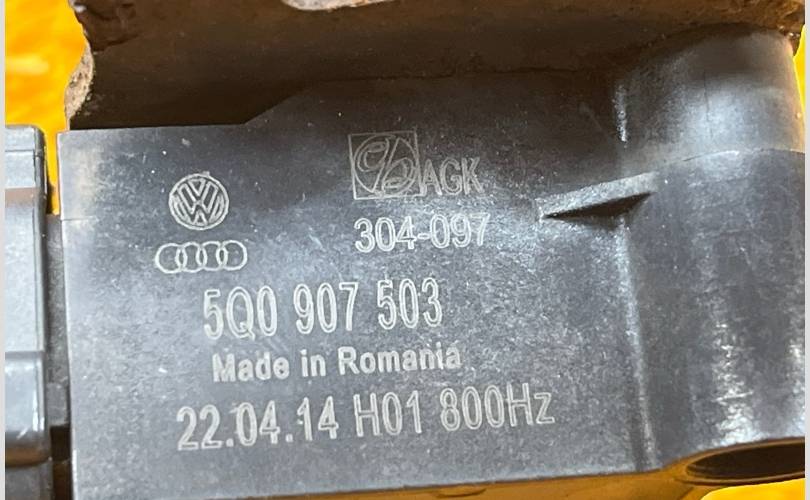 AGK
304-097
5Q0 907 503
Made in Romania
22.04.14 H01 800Hz